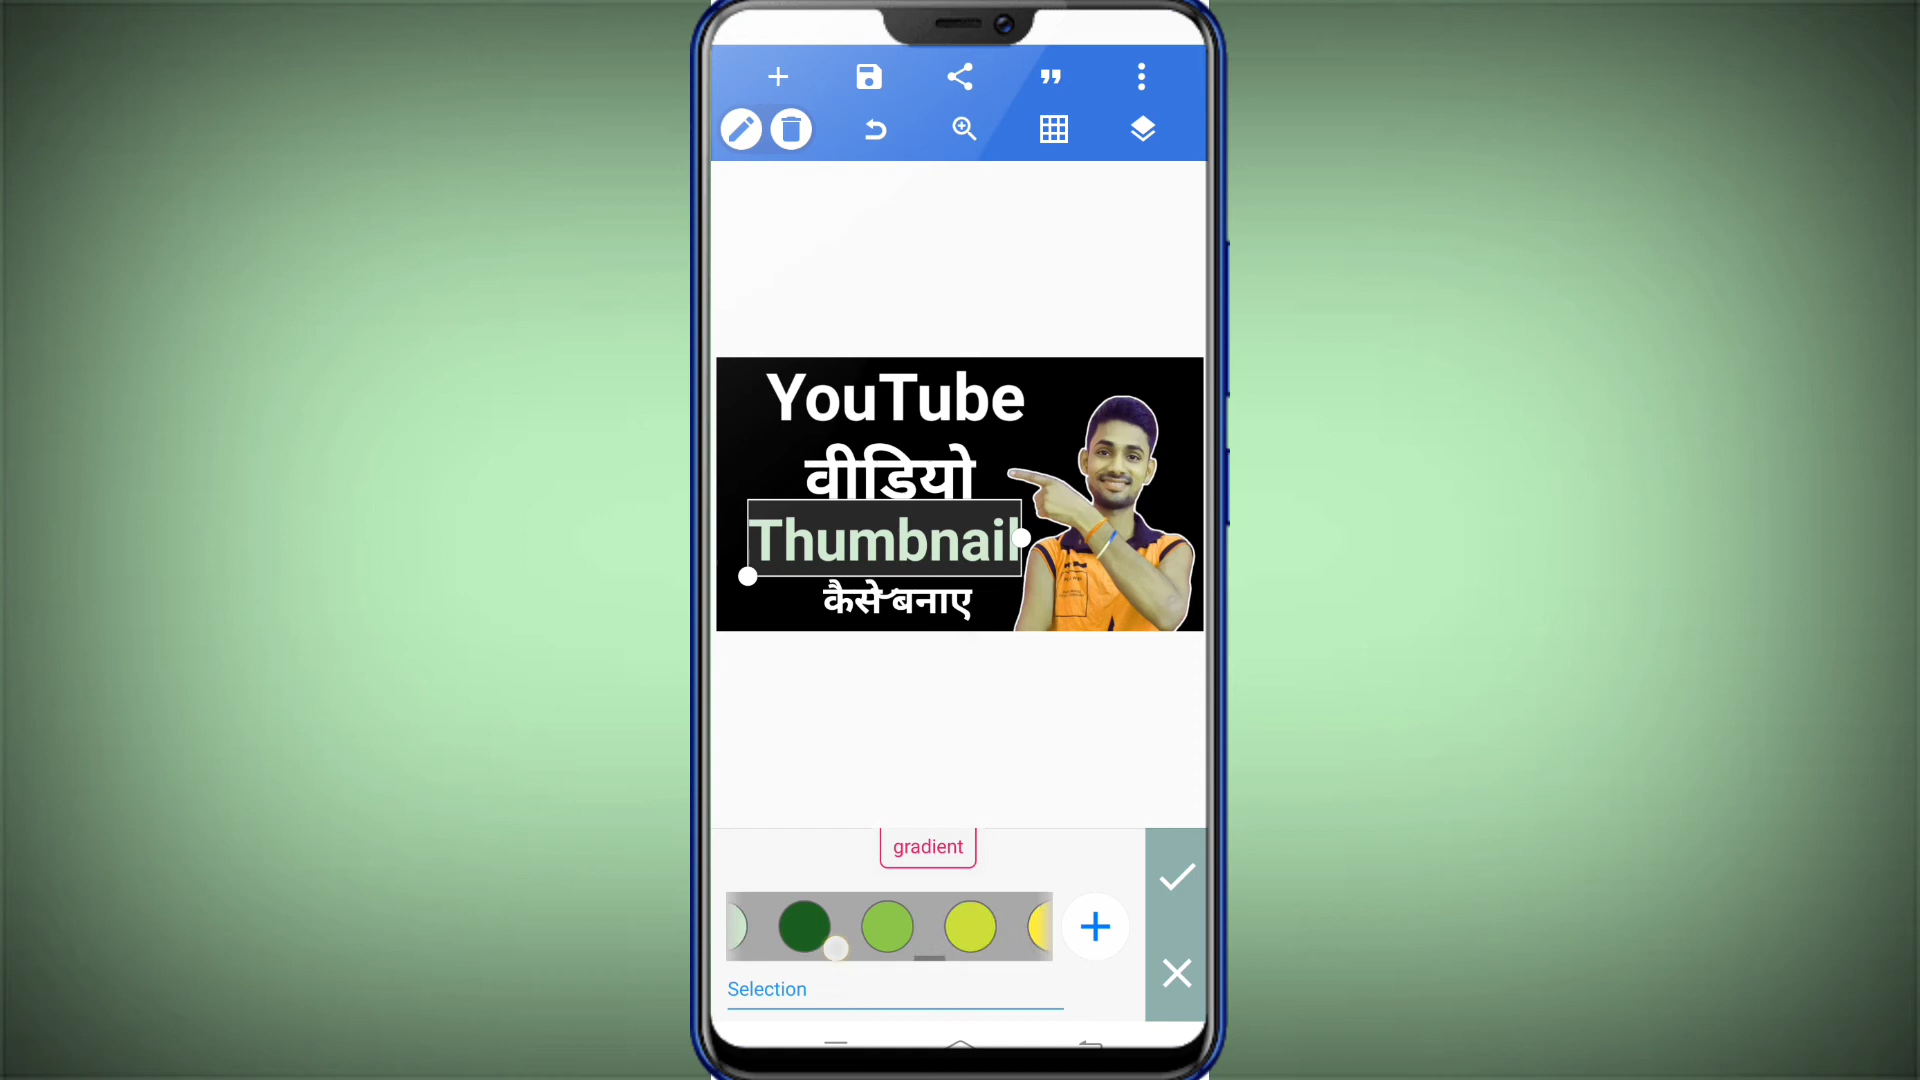 YouTube
वीडियो
Thumbnail
कैसे बनाए
gradient
Selection